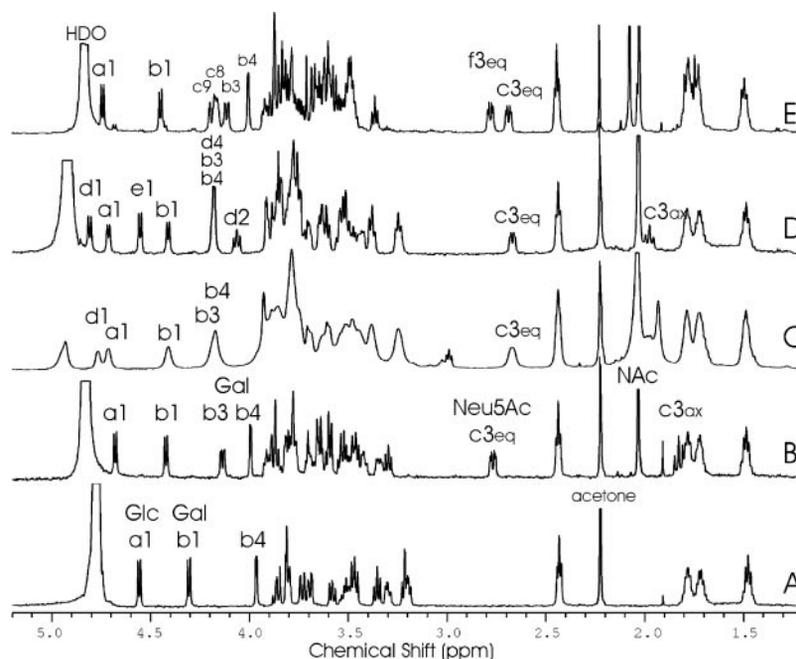 HDO
a1
b1
c9
c8
b3
b4
f3eq
c3eq
E
d4
b3
b4
d1
a1
e1
b1
d2
c3eq
c3ax
D
b4
b3
d1
a1
b1
c3eq
C
Gal
a1
b1
b3
b4
Neu5Ac
c3eq
NAc
c3ax
B
Glc Gal
a1 b1 b4
acetone
A
5.0 4.5 4.0 3.5 3.0 2.5 2.0 1.5
Chemical Shift (ppm)